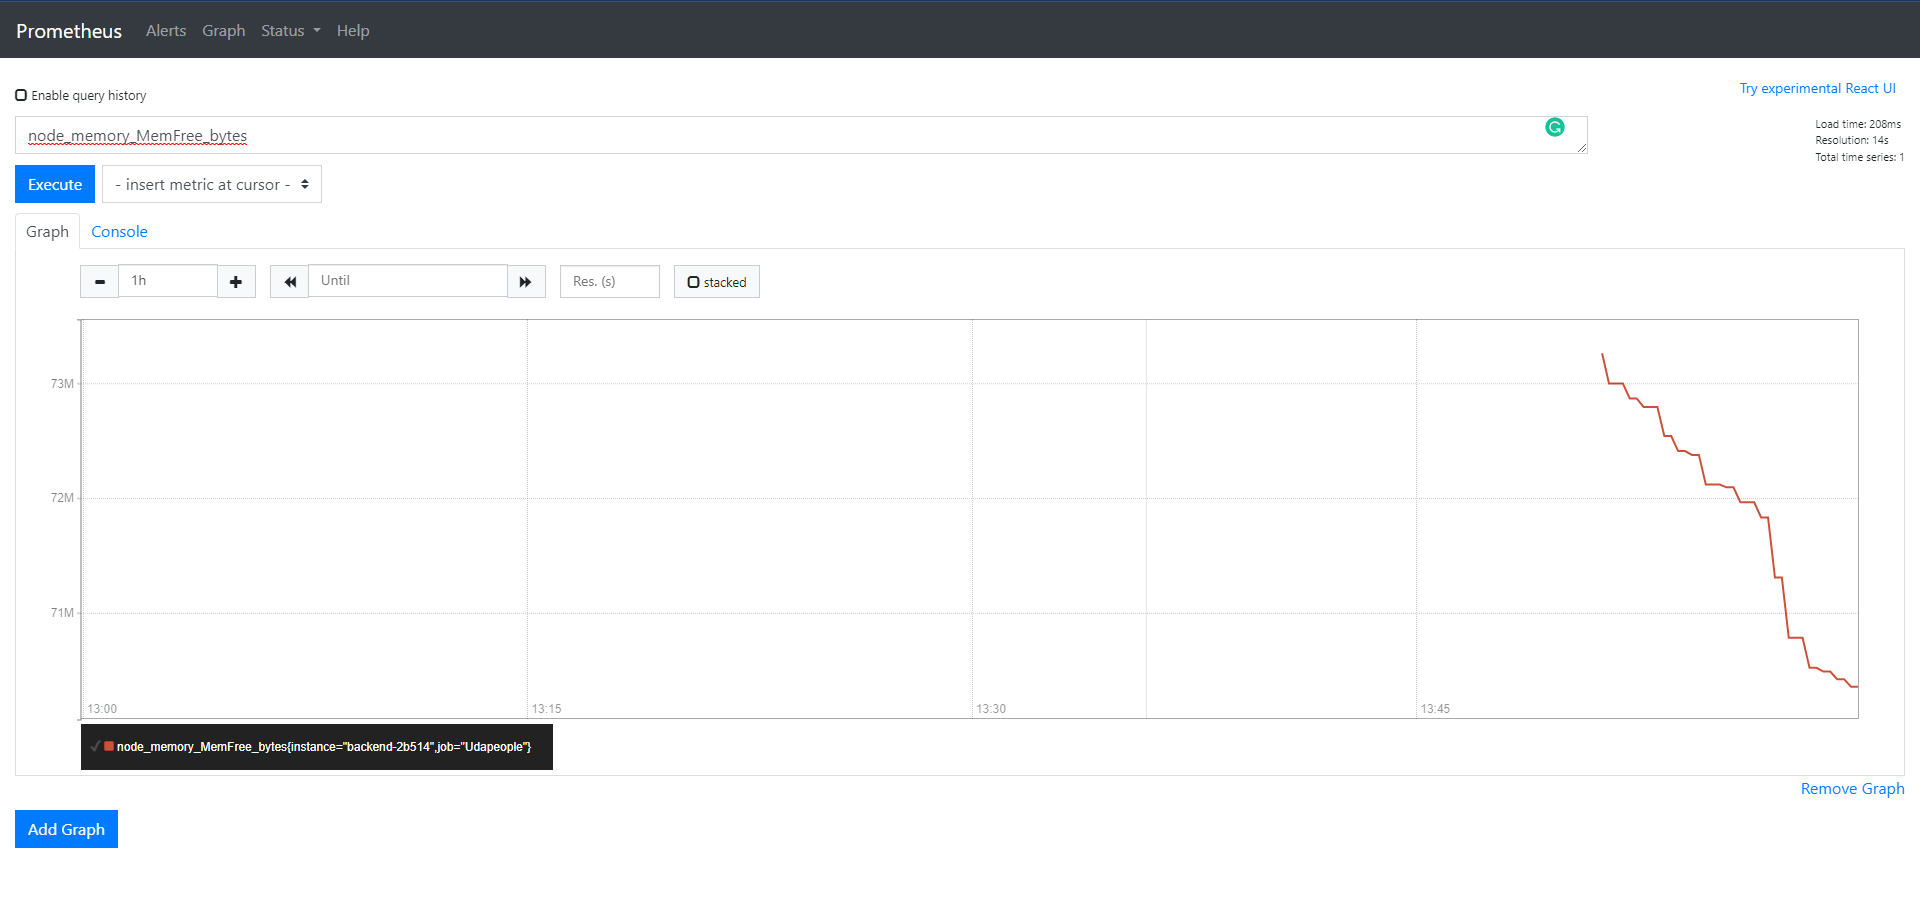 Prometheus Alerts Graph Status Help
Enable query history
Try experimental React UI
node_memory_MemFree_bytes
Load time: 208ms
Resolution: 14s
Total time series: 1
Execute - insert metric at cursor -
Graph Console
1h Until Res. (s) stacked
73M
72M
71M
13:00 13:15 13:30 13:45
node_memory_MemFree_bytes{instance="backend-2b514",job="Udapeople"}
Remove Graph
Add Graph